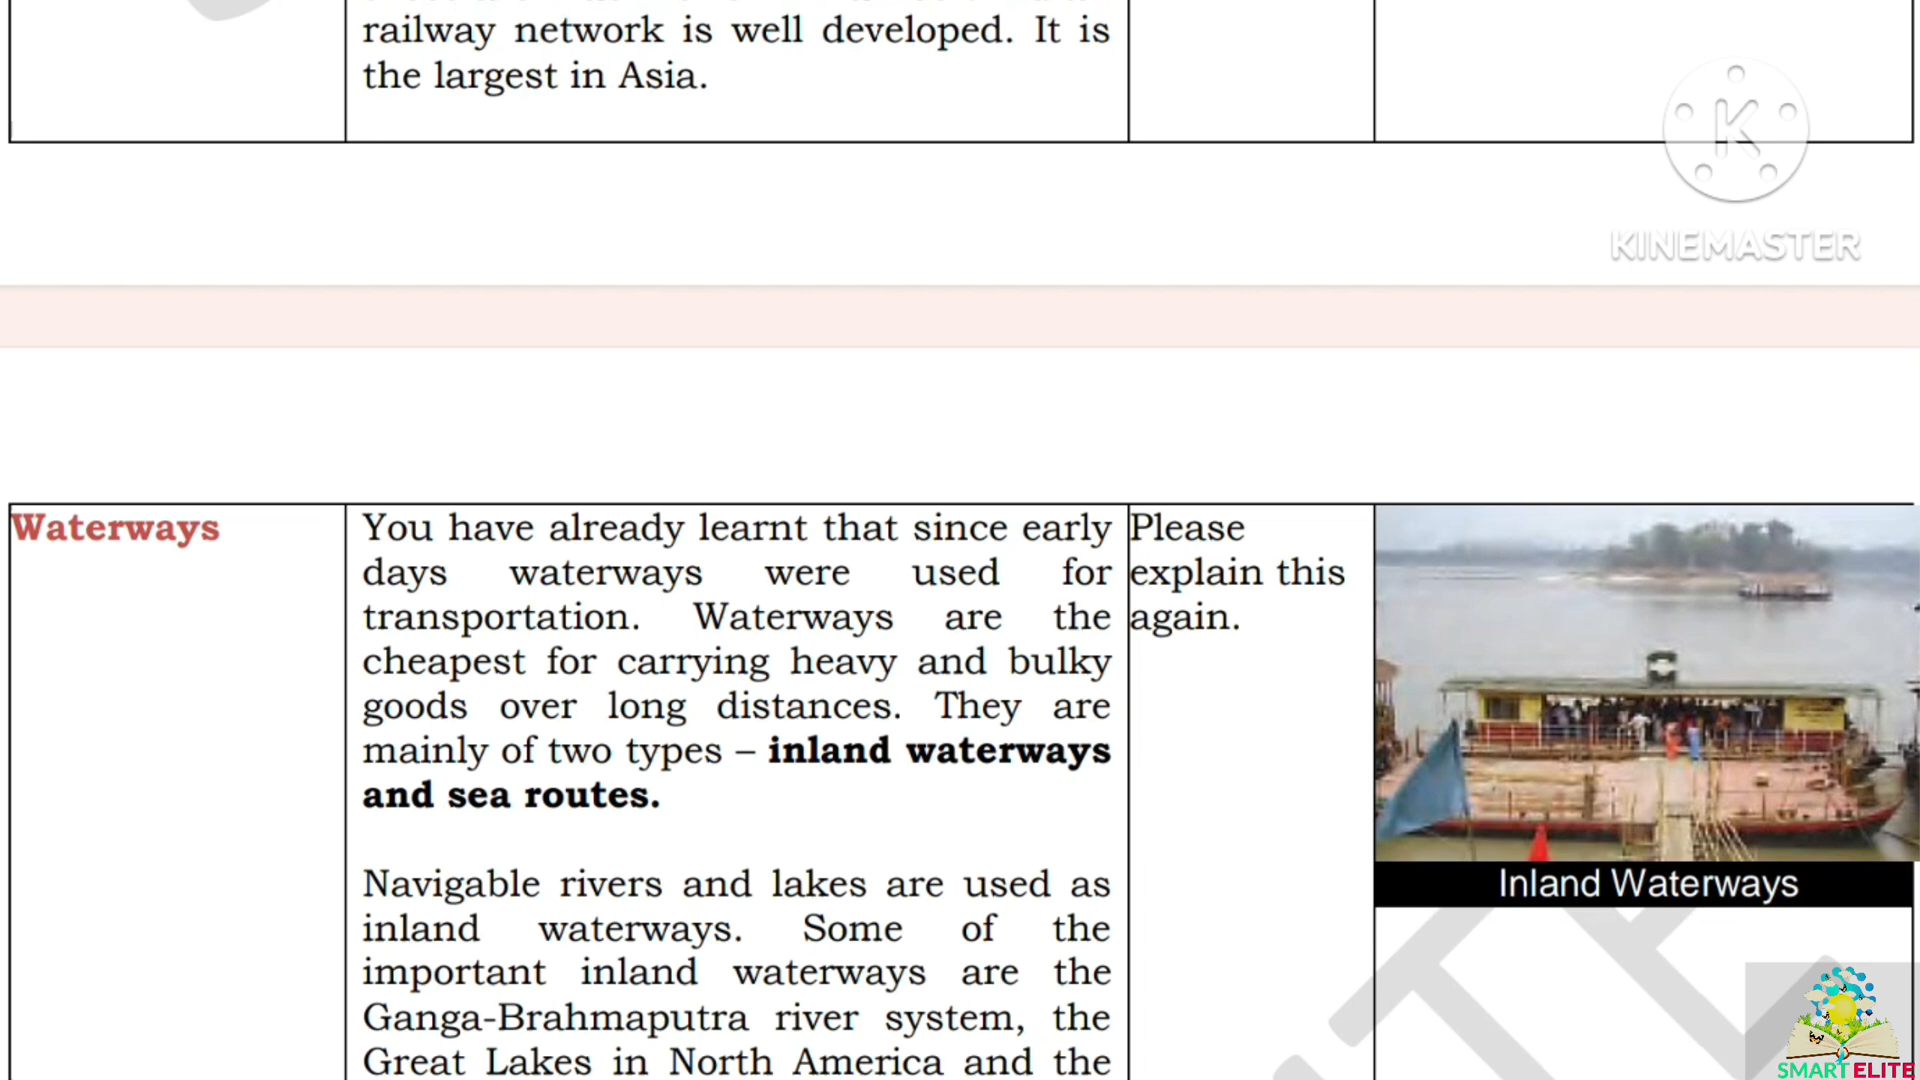 railway network is well developed. It is
the largest in Asia.
KINEMASTER
Waterways
You have already learnt that since early
days waterways were used for
transportation. Waterways are the
cheapest for carrying heavy and bulky
goods over long distances. They are
mainly of two types – inland waterways
and sea routes.
Navigable rivers and lakes are used as
inland waterways. Some of the
important inland waterways are the
Ganga-Brahmaputra river system, the
Great Lakes in North America and the
Please
explain this
again.
Inland Waterways
SMART ELITE